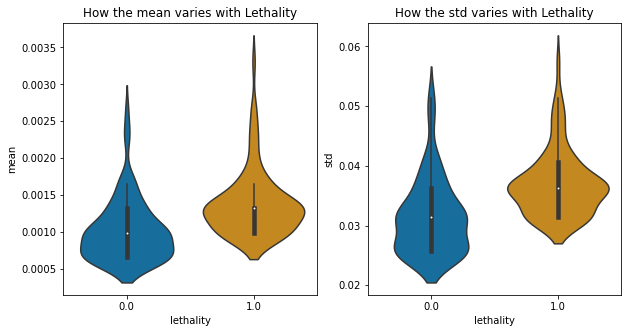 How the mean varies with Lethality
mean
0.0035
0.0030
0.0025
0.0020
0.0015
0.0010
0.0005
0.0
1.0
lethality
How the std varies with Lethality
std
0.06
0.05
0.04
0.03
0.02
0.0
1.0
lethality